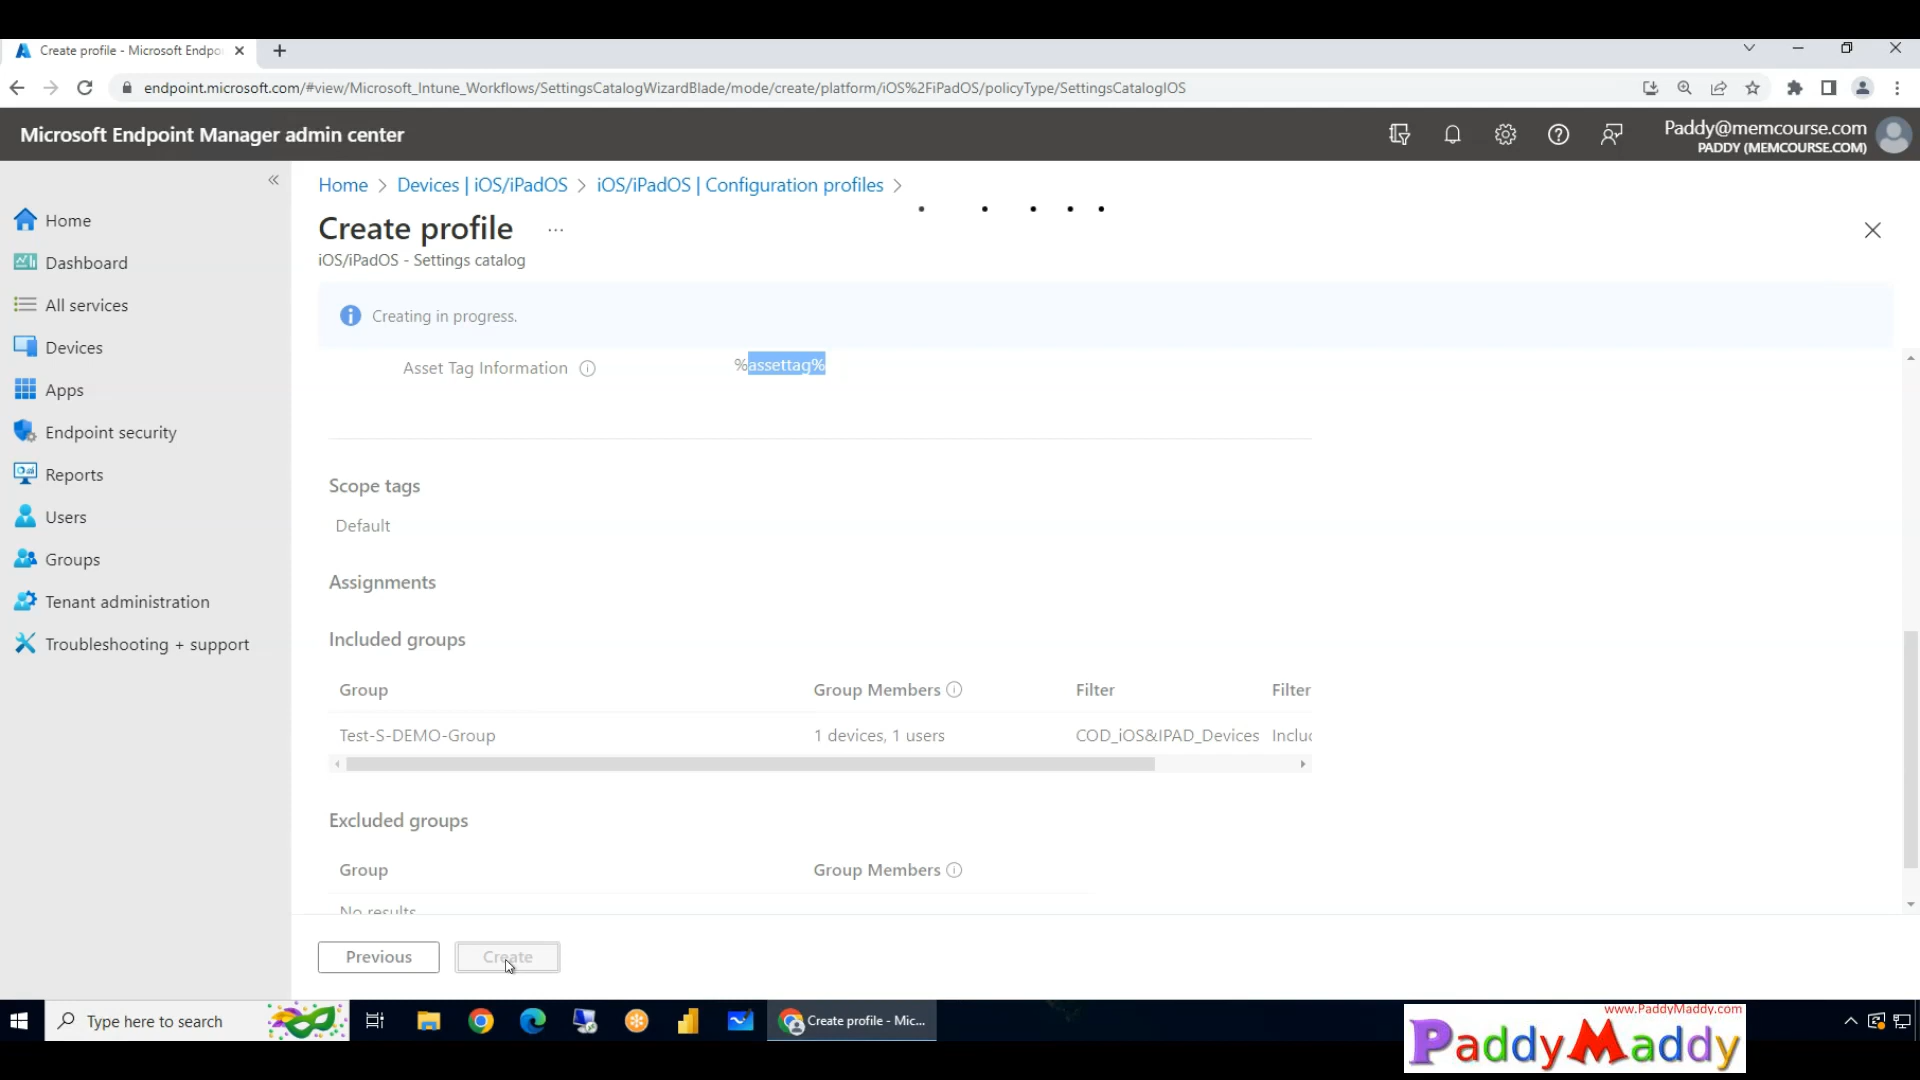 Create profile - Microsoft Endpo
endpoint.microsoft.com/#view/Microsoft_Intune_Workflows/SettingsCatalogWizardBlade/mode/create/platform/iOS%2FiPadOS/policyType/SettingsCatalogIOS
Microsoft Endpoint Manager admin center
Paddy@memcourse.com
PADDY (MEMCOURSE.COM)
Home > Devices | iOS/iPadOS > iOS/iPadOS | Configuration profiles >
Create profile ...
iOS/iPadOS - Settings catalog
Home
Dashboard
All services
Devices
Apps
Endpoint security
Reports
Users
Groups
Tenant administration
Troubleshooting + support
Creating in progress.
Asset Tag Information %assettag%
Scope tags
Default
Assignments
Included groups
Group Group Members Filter Filter
Test-S-DEMO-Group 1 devices, 1 users COD_iOS&IPAD_Devices Incluc
Excluded groups
Group Group Members
No results
Previous Create
Type here to search
Create profile - Mic...
www.PaddyMaddy.com
PaddyMaddy